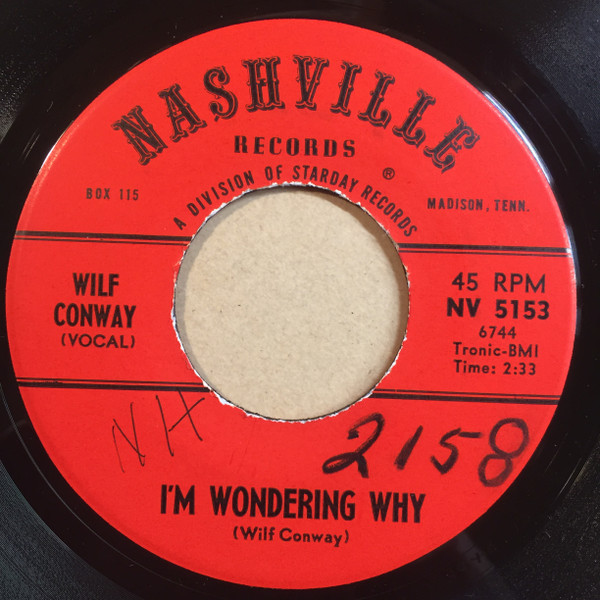 NASHVILLE
RECORDS
A DIVISION OF STARDAY RECORDS ®
BOX 115
MADISON, TENN.
WILF
CONWAY
(VOCAL)
45 RPM
NV 5153
6744
Tronic-BMI
Time: 2:33
NH
2158
I'M WONDERING WHY
(Wilf Conway)